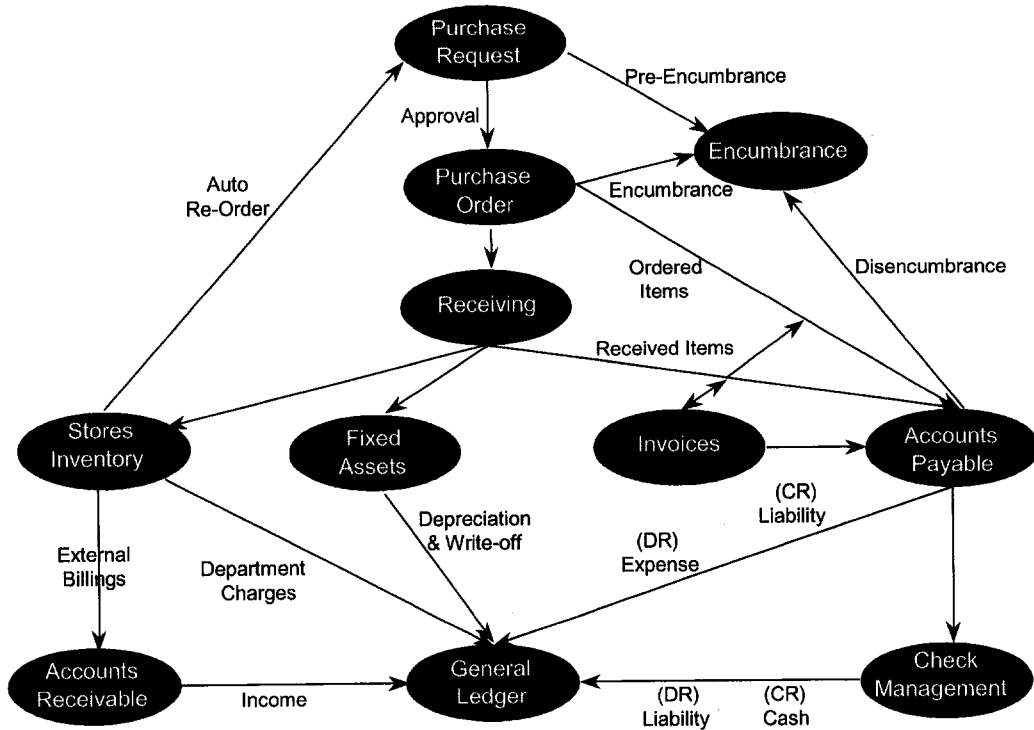 Purchase
Request
Pre-Encumbrance
Approval
Encumbrance
Purchase
Order
Encumbrance
Auto
Re-Order
Ordered
Items
Disencumbrance
Receiving
Received Items
Stores
Inventory
Fixed
Assets
Invoices
Accounts
Payable
(CR)
Liability
Depreciation
& Write-off
(DR)
Expense
External
Billings
Department
Charges
Accounts
Receivable
Income
General
Ledger
(DR)
Liability
(CR)
Cash
Check
Management